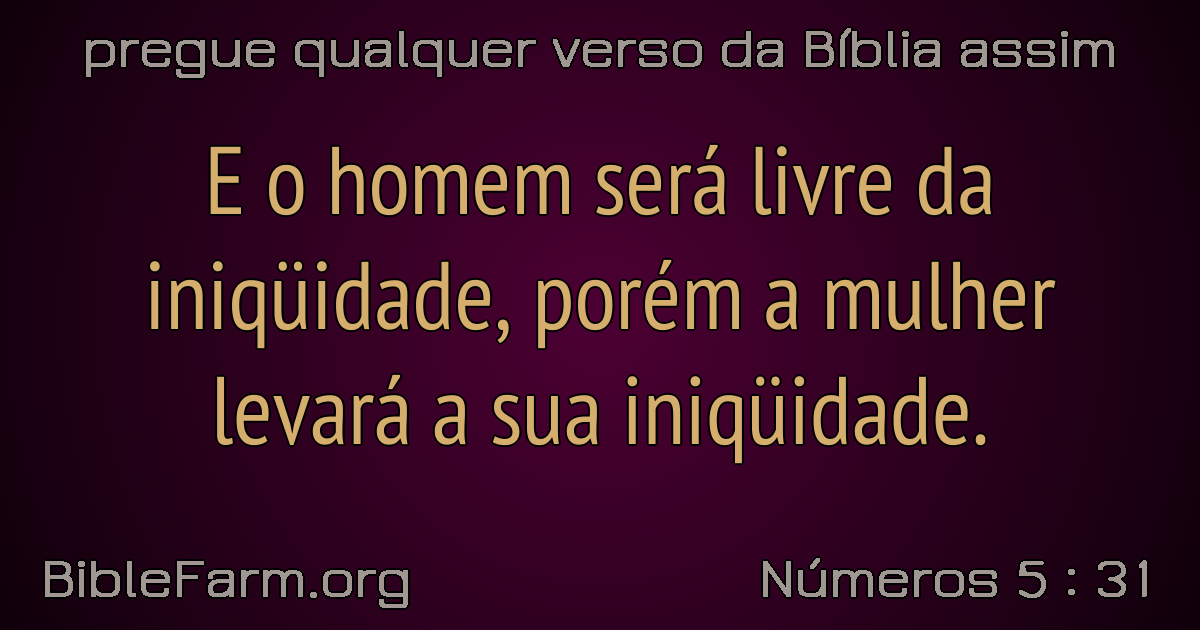 pregue qualquer verso da Bíblia assim
E o homem será livre da
iniqüidade, porém a mulher
levará a sua iniqüidade.
BibleFarm.org
Números 5 : 31